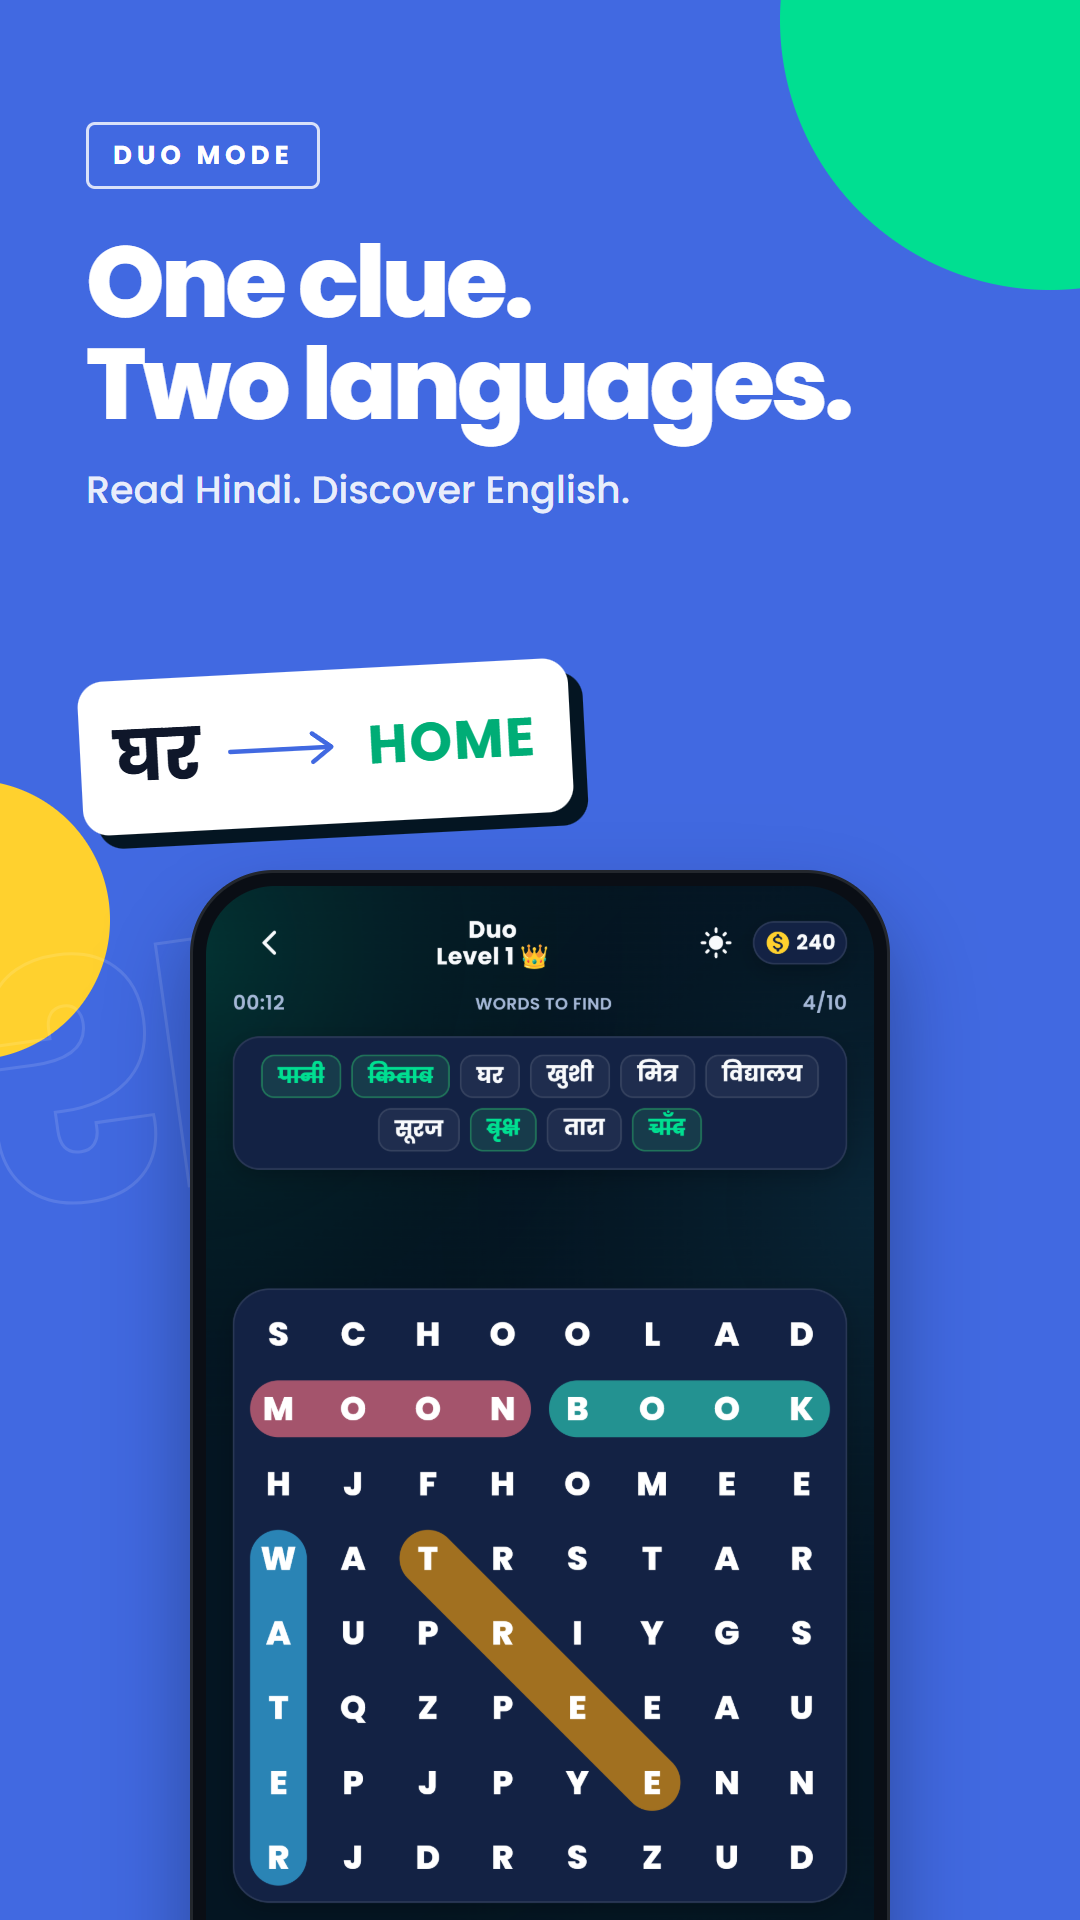 DUO MODE
One clue.
Two languages.
Read Hindi. Discover English.
घर → HOME
Duo
Level 1 👑
$ 240
00:12 WORDS TO FIND 4/10
पानी किताब घर खुशी मित्र विद्यालय
सूरज वृक्ष तारा चाँद
S C H O O L A D
M O O N B O O K
H J F H O M E E
W A T R S T A R
A U P R I Y G S
T Q Z P E E A U
E P J P Y E N N
R J D R S Z U D